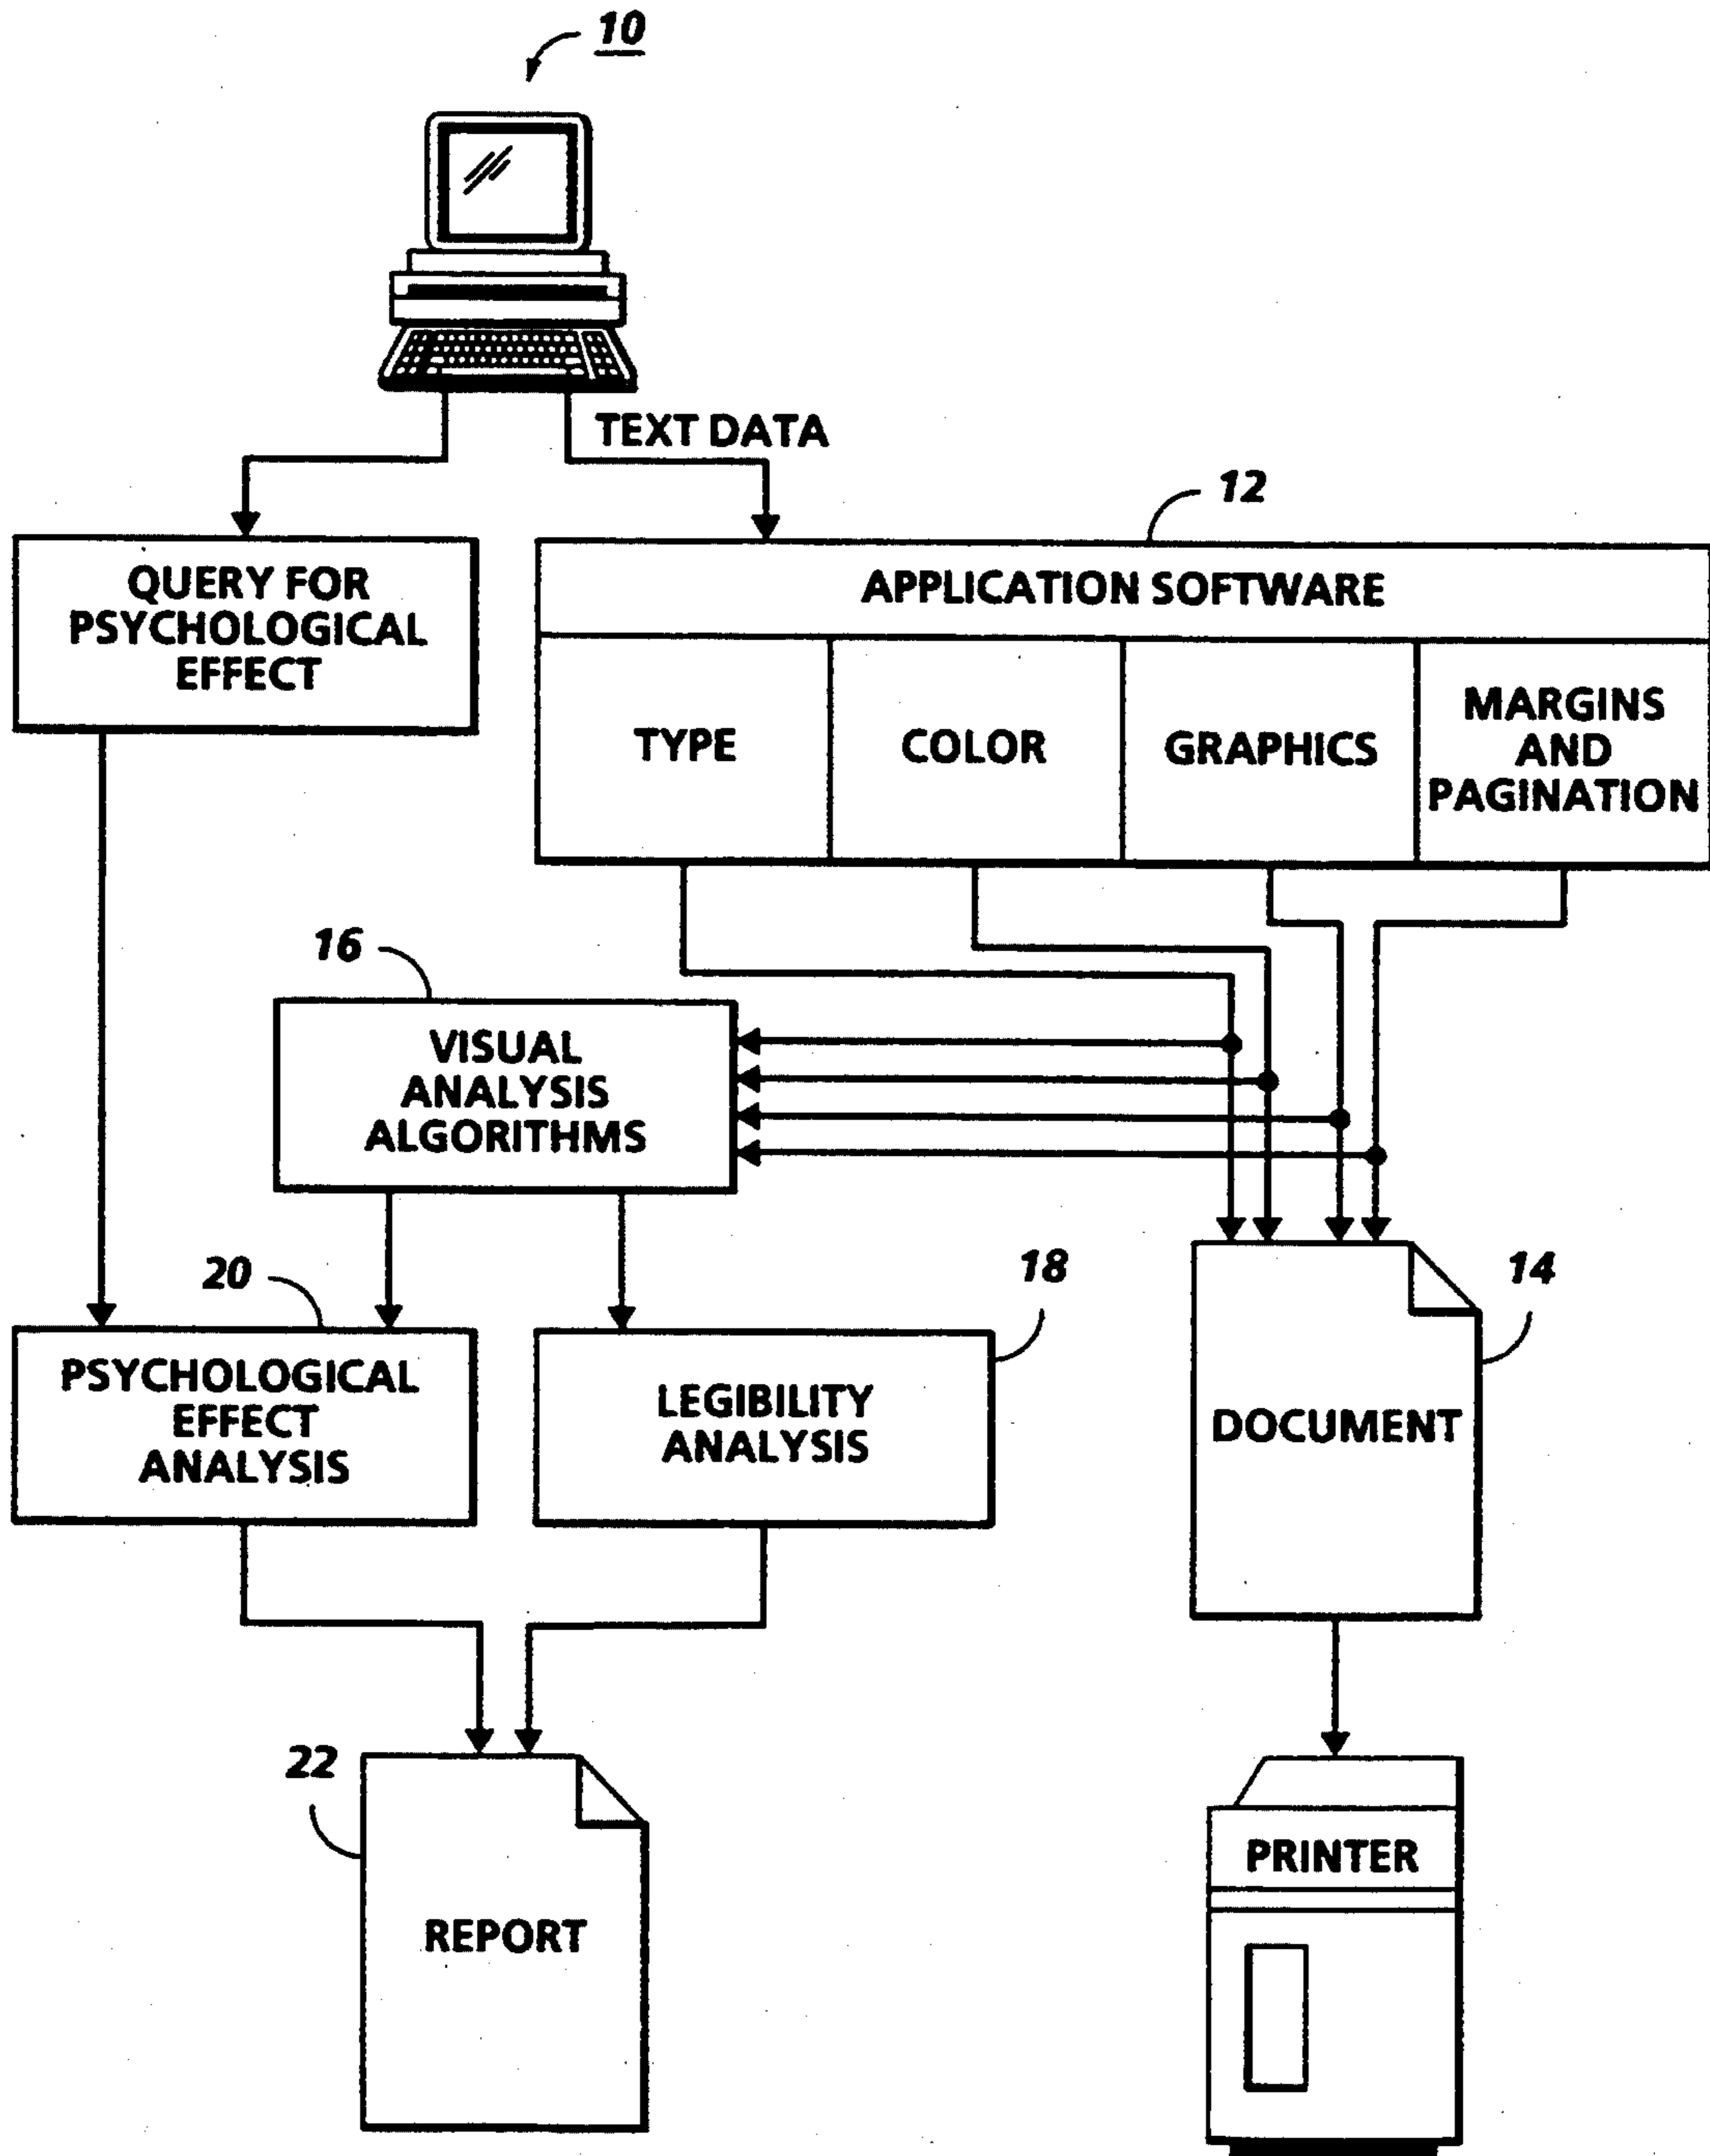 10
TEXT DATA
12
QUERY FOR
PSYCHOLOGICAL
EFFECT
APPLICATION SOFTWARE
TYPE
COLOR
GRAPHICS
MARGINS
AND
PAGINATION
16
VISUAL
ANALYSIS
ALGORITHMS
20
18
14
PSYCHOLOGICAL
EFFECT
ANALYSIS
LEGIBILITY
ANALYSIS
DOCUMENT
22
REPORT
PRINTER